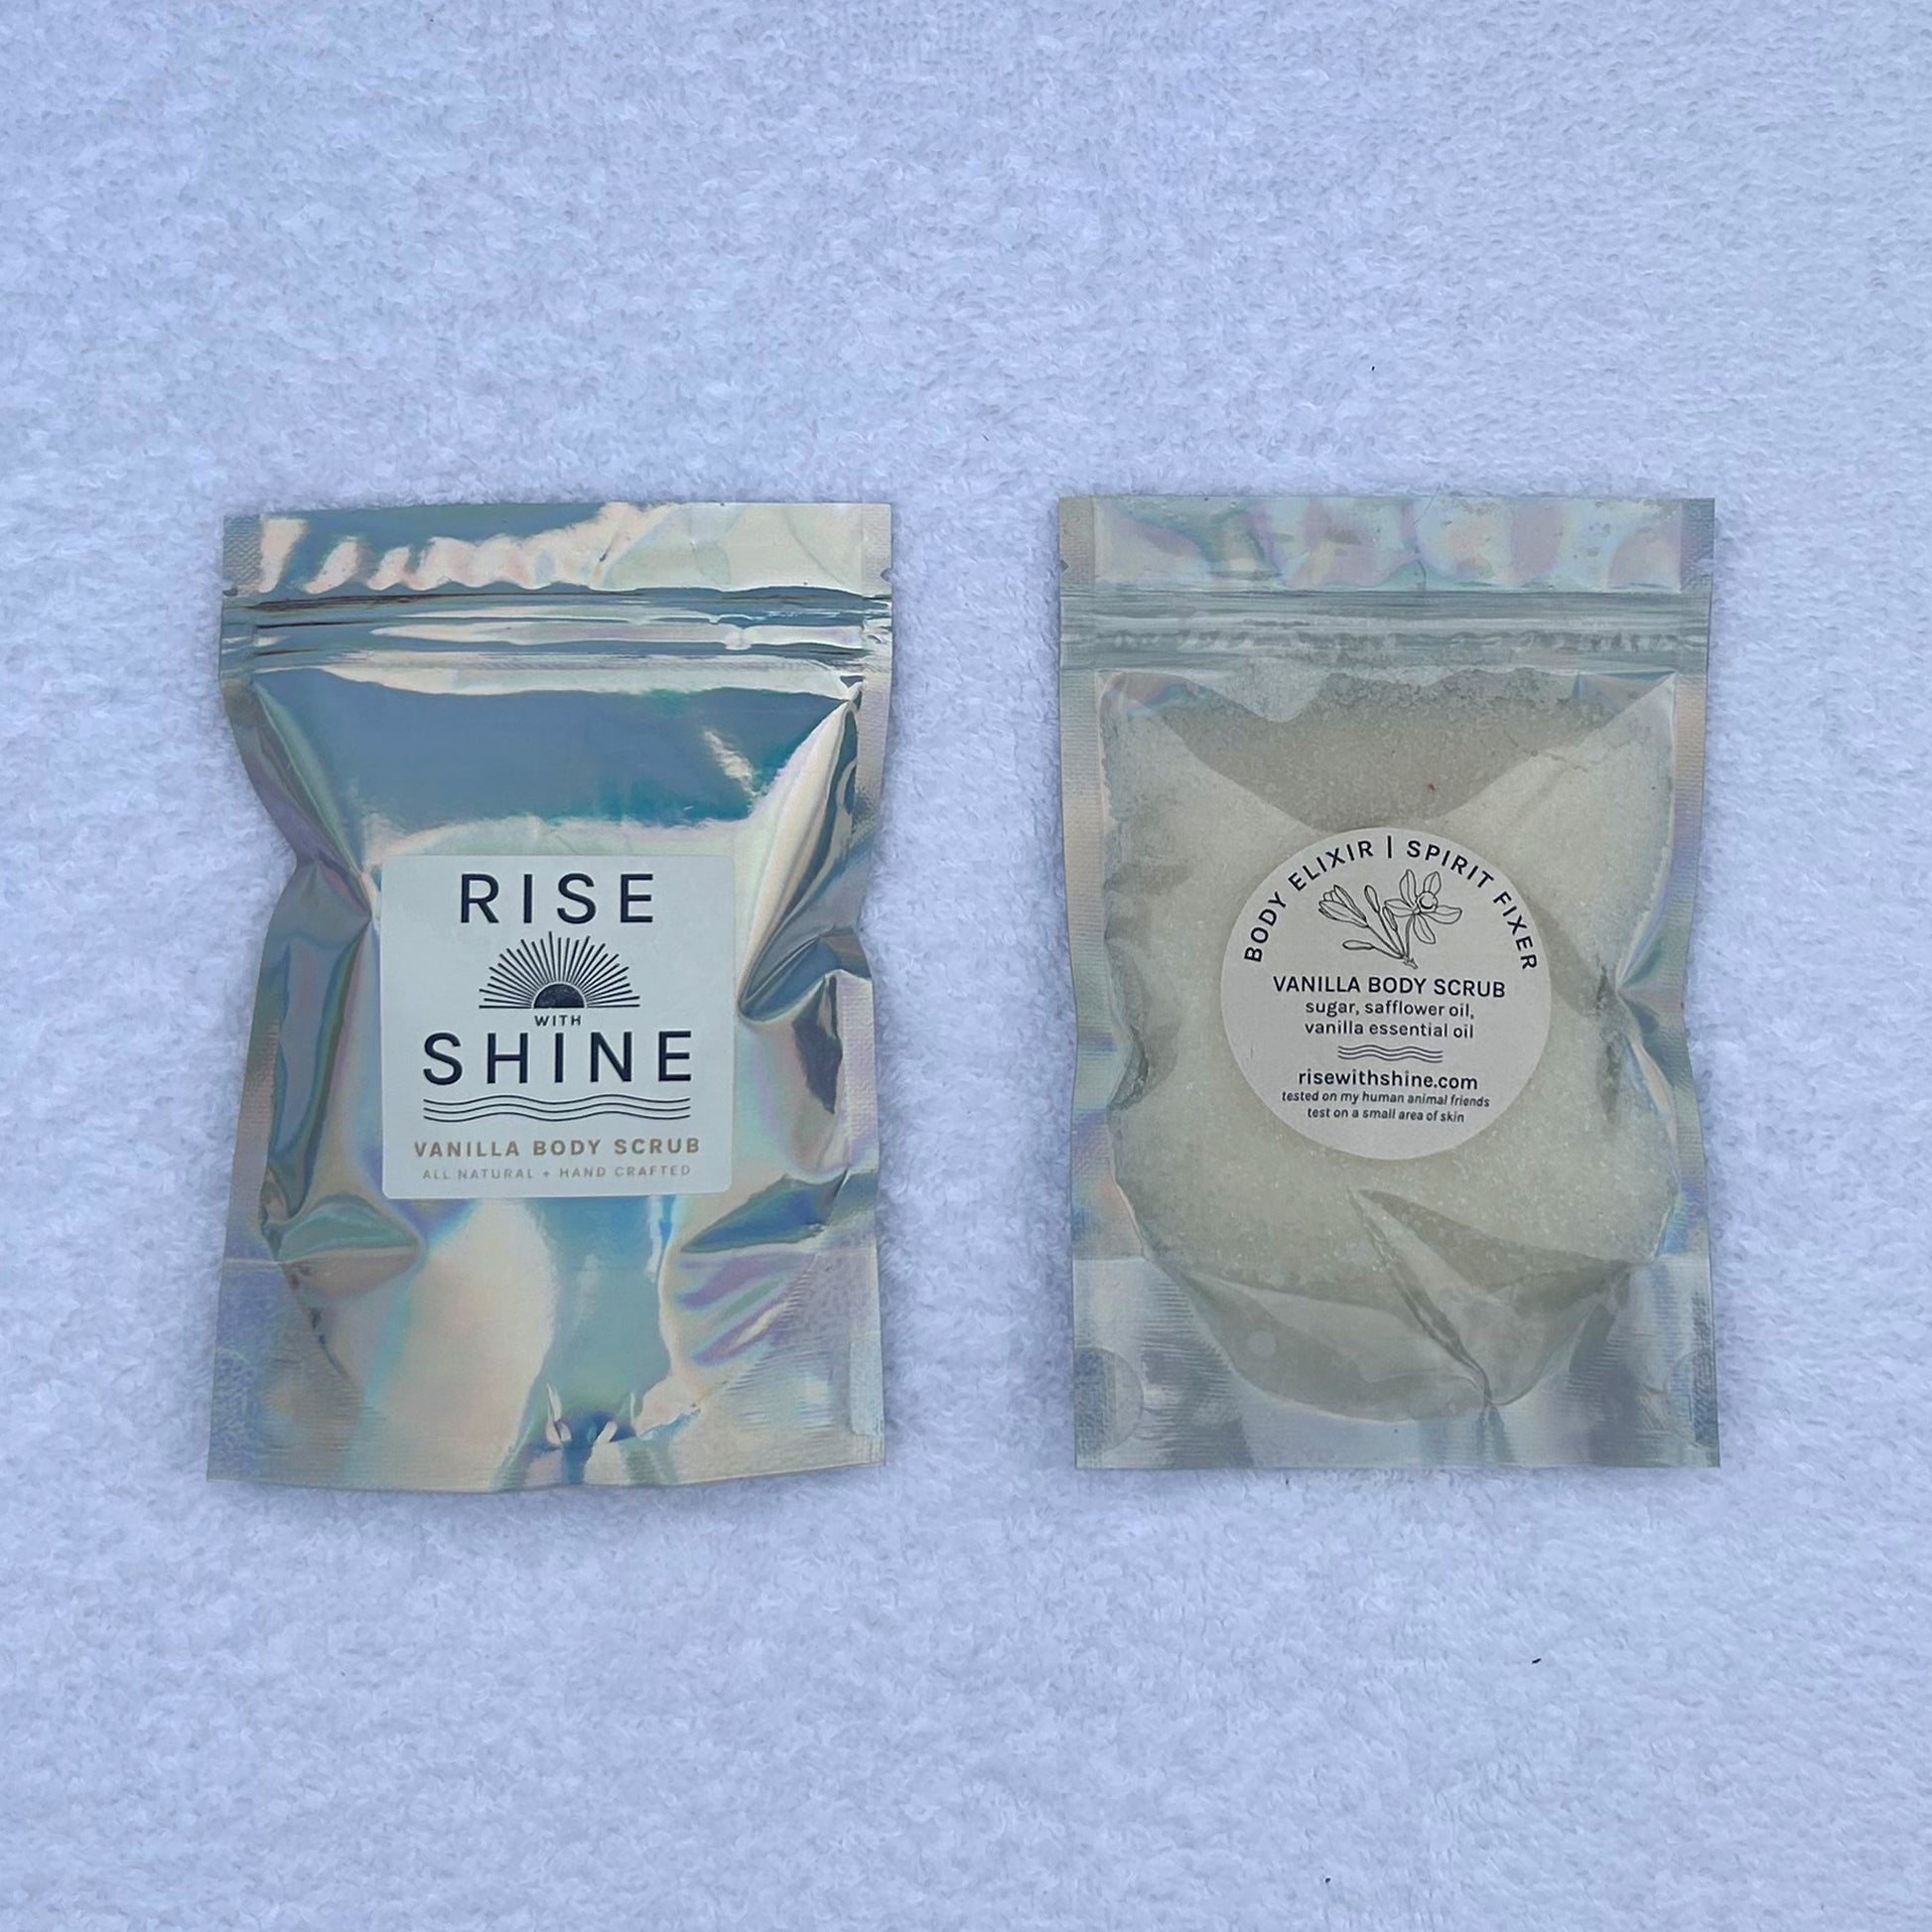 RISE
WITH
SHINE
VANILLA BODY SCRUB
ALL NATURAL + HAND CRAFTED
BODY ELIXIR | SPIRIT FIXER
VANILLA BODY SCRUB
sugar, safflower oil,
vanilla essential oil
risewithshine.com
tested on my human animal friends
test on a small area of skin